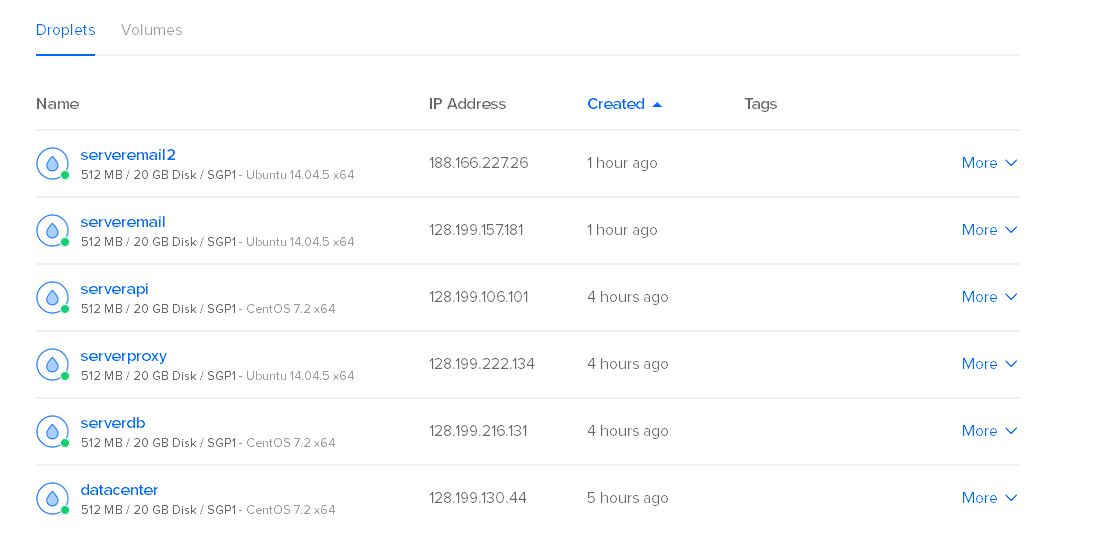 Droplets Volumes
Name IP Address Created Tags
serveremail2
512 MB / 20 GB Disk / SGP1 - Ubuntu 14.04.5 x64
188.166.227.26 1 hour ago More
serveremail
512 MB / 20 GB Disk / SGP1 - Ubuntu 14.04.5 x64
128.199.157.181 1 hour ago More
serverapi
512 MB / 20 GB Disk / SGP1 - CentOS 7.2 x64
128.199.106.101 4 hours ago More
serverproxy
512 MB / 20 GB Disk / SGP1 - Ubuntu 14.04.5 x64
128.199.222.134 4 hours ago More
serverdb
512 MB / 20 GB Disk / SGP1 - CentOS 7.2 x64
128.199.216.131 4 hours ago More
datacenter
512 MB / 20 GB Disk / SGP1 - CentOS 7.2 x64
128.199.130.44 5 hours ago More